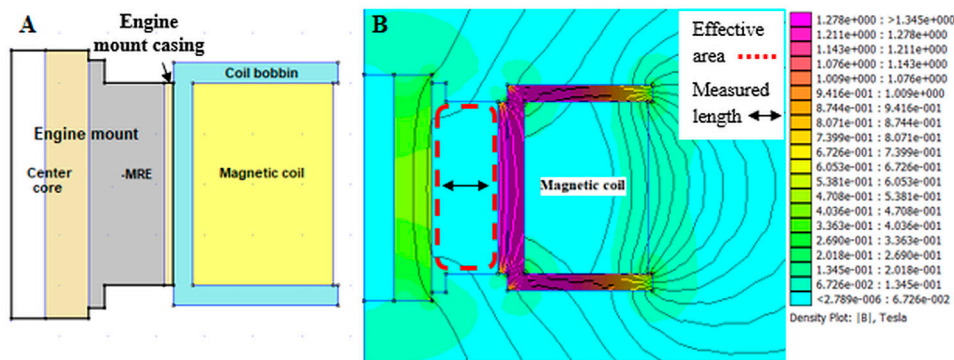 A
Engine
mount casing
Coil bobbin
Engine mount
Center
core
-MRE
Magnetic coil
B
Effective
area
Measured
length
Magnetic coil
1.278e+000 : >1.345e+000
1.211e+000 : 1.278e+000
1.143e+000 : 1.211e+000
1.076e+000 : 1.143e+000
1.009e+000 : 1.076e+000
9.416e-001 : 1.009e+000
8.744e-001 : 9.416e-001
8.071e-001 : 8.744e-001
7.399e-001 : 8.071e-001
6.726e-001 : 7.399e-001
6.053e-001 : 6.726e-001
5.381e-001 : 6.053e-001
4.708e-001 : 5.381e-001
4.036e-001 : 4.708e-001
3.363e-001 : 4.036e-001
2.690e-001 : 3.363e-001
2.018e-001 : 2.690e-001
1.345e-001 : 2.018e-001
6.726e-002 : 1.345e-001
<2.789e-006 : 6.726e-002
Density Plot: |B|, Tesla